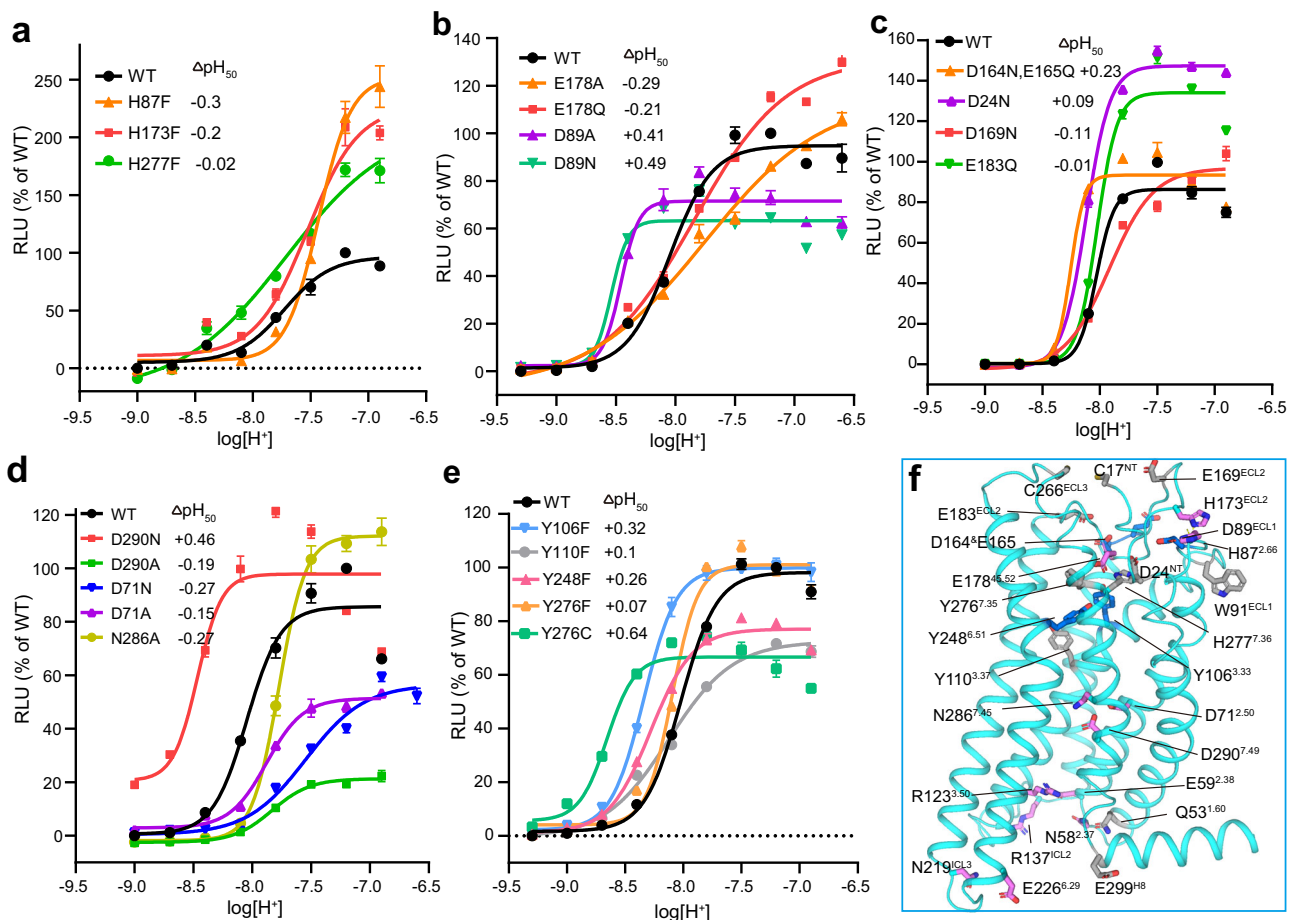 a
RLU (% of WT)
250
200
150
100
50
0
WT △pH50
H87F -0.3
H173F -0.2
H277F -0.02
-9.5 -9.0 -8.5 -8.0 -7.5 -7.0 -6.5
log[H+]
b
RLU (% of WT)
140
120
100
80
60
40
20
0
WT △pH50
E178A -0.29
E178Q -0.21
D89A +0.41
D89N +0.49
-9.5 -9.0 -8.5 -8.0 -7.5 -7.0 -6.5
log[H+]
c
RLU (% of WT)
160
140
120
100
80
60
40
20
0
WT △pH50
D164N,E165Q +0.23
D24N +0.09
D169N -0.11
E183Q -0.01
-9.5 -9.0 -8.5 -8.0 -7.5 -7.0 -6.5
log[H+]
d
RLU (% of WT)
120
100
80
60
40
20
0
WT △pH50
D290N +0.46
D290A -0.19
D71N -0.27
D71A -0.15
N286A -0.27
-9.5 -9.0 -8.5 -8.0 -7.5 -7.0 -6.5
log[H+]
e
RLU (% of WT)
120
100
80
60
40
20
0
WT △pH50
Y106F +0.32
Y110F +0.1
Y248F +0.26
Y276F +0.07
Y276C +0.64
-9.5 -9.0 -8.5 -8.0 -7.5 -7.0 -6.5
log[H+]
f
C17NT
E169ECL2
C266ECL3
H173ECL2
E183ECL2
D89ECL1
D164&E165
H872.66
E17845.52
D24NT
Y2767.35
W91ECL1
Y2486.51
H2777.36
Y1103.37
Y1063.33
N2867.45
D712.50
D2907.49
R1233.50
E592.38
Q531.60
N582.37
R137ICL2
N219ICL3
E2266.29
E299H8